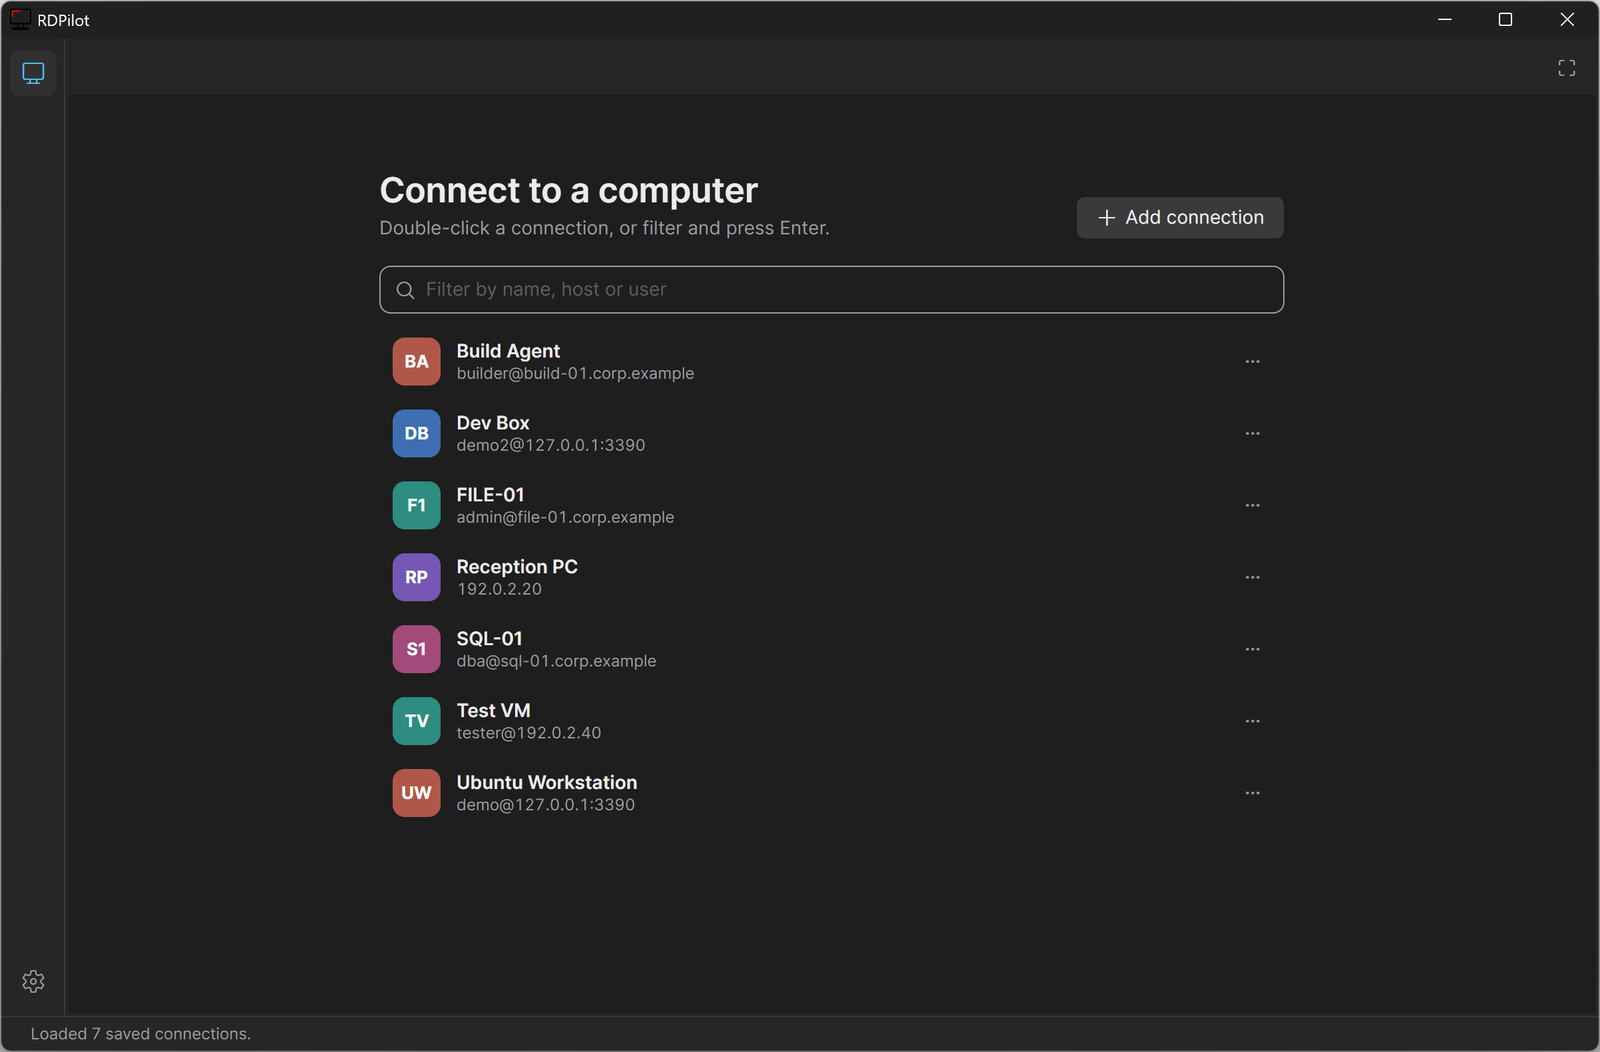 RDPilot
Connect to a computer
Double-click a connection, or filter and press Enter.
Add connection
Filter by name, host or user
BA
Build Agent
builder@build-01.corp.example
DB
Dev Box
demo2@127.0.0.1:3390
F1
FILE-01
admin@file-01.corp.example
RP
Reception PC
192.0.2.20
S1
SQL-01
dba@sql-01.corp.example
TV
Test VM
tester@192.0.2.40
UW
Ubuntu Workstation
demo@127.0.0.1:3390
Loaded 7 saved connections.